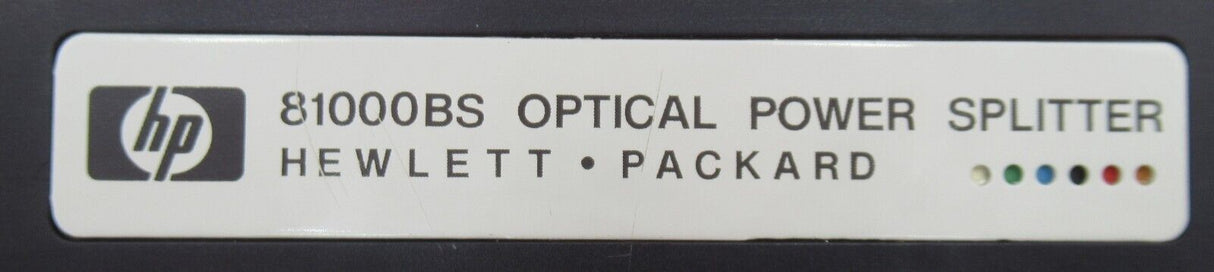 hp
81000BS OPTICAL POWER SPLITTER
HEWLETT • PACKARD